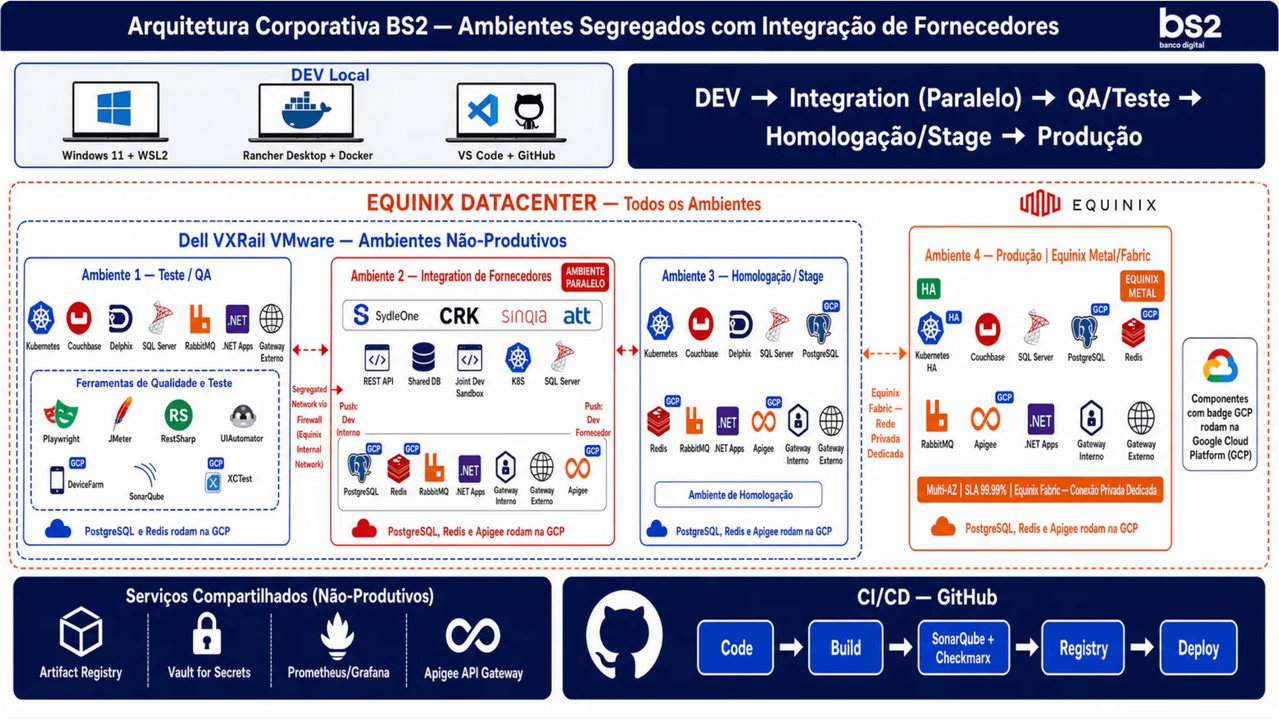 Arquitetura Corporativa BS2 — Ambientes Segregados com Integração de Fornecedores
bs2
banco digital
DEV Local
Windows 11 + WSL2
Rancher Desktop + Docker
VS Code + GitHub
DEV → Integration (Paralelo) → QA/Teste →
Homologação/Stage → Produção
EQUINIX DATACENTER — Todos os Ambientes
EQUINIX
Dell VXRail VMware — Ambientes Não-Produtivos
Ambiente 1 — Teste / QA
Kubernetes
Couchbase
Delphix
SQL Server
RabbitMQ
.NET
.NET Apps
Gateway
Externo
Ferramentas de Qualidade e Teste
Playwright
JMeter
RS
RestSharp
UIAutomator
GCP
DeviceFarm
SonarQube
GCP
XCTest
PostgreSQL e Redis rodam na GCP
Segregated
Network via
Firewall
(Equinix
Internal
Network)
Ambiente 2 — Integration de Fornecedores
AMBIENTE
PARALELO
SydleOne
CRK
sinqia
att
REST API
Shared DB
Joint Dev
Sandbox
K8S
SQL Server
Push:
Dev
Interno
Push:
Dev
Fornecedor
GCP
PostgreSQL
GCP
Redis
RabbitMQ
.NET
.NET Apps
Gateway
Interno
Gateway
Externo
GCP
Apigee
PostgreSQL, Redis e Apigee rodam na GCP
Ambiente 3 — Homologação / Stage
Kubernetes
Couchbase
Delphix
SQL Server
GCP
PostgreSQL
GCP
Redis
RabbitMQ
.NET
.NET Apps
GCP
Apigee
Gateway
Interno
Gateway
Externo
Ambiente de Homologação
PostgreSQL, Redis e Apigee rodam na GCP
Equinix
Fabric —
Rede
Privada
Dedicada
Ambiente 4 — Produção | Equinix Metal/Fabric
HA
EQUINIX
METAL
HA
Kubernetes
HA
Couchbase
SQL Server
GCP
PostgreSQL
GCP
Redis
RabbitMQ
GCP
Apigee
.NET
.NET Apps
Gateway
Interno
Gateway
Externo
Multi-AZ | SLA 99.99% | Equinix Fabric — Conexão Privada Dedicada
PostgreSQL, Redis e Apigee rodam na GCP
Componentes
com badge GCP
rodam na
Google Cloud
Platform (GCP)
Serviços Compartilhados (Não-Produtivos)
Artifact Registry
Vault for Secrets
Prometheus/Grafana
Apigee API Gateway
CI/CD — GitHub
Code → Build → SonarQube + Checkmarx → Registry → Deploy